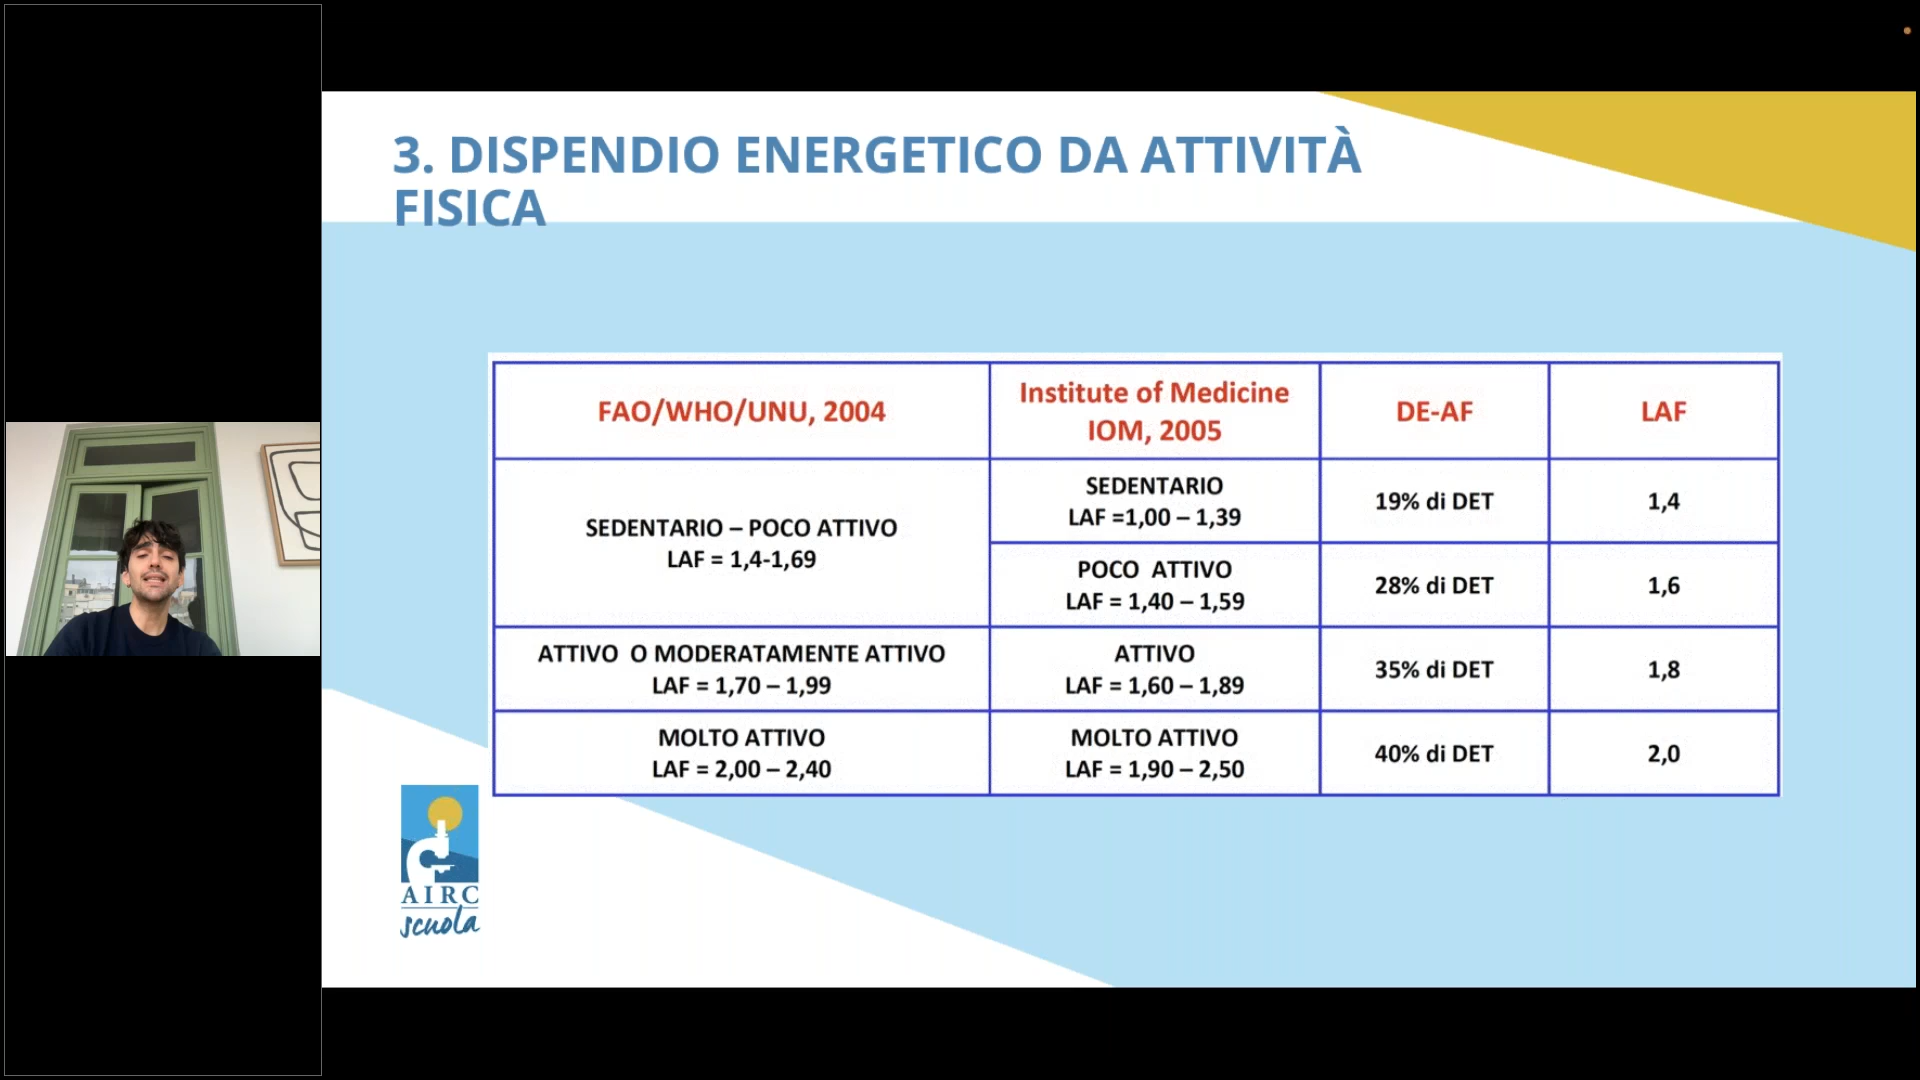 3. DISPENDIO ENERGETICO DA ATTIVITÀ
FISICA
FAO/WHO/UNU, 2004
Institute of Medicine
IOM, 2005
DE-AF
LAF
SEDENTARIO – POCO ATTIVO
LAF = 1,4-1,69
SEDENTARIO
LAF =1,00 – 1,39
19% di DET
1,4
POCO ATTIVO
LAF = 1,40 – 1,59
28% di DET
1,6
ATTIVO O MODERATAMENTE ATTIVO
LAF = 1,70 – 1,99
ATTIVO
LAF = 1,60 – 1,89
35% di DET
1,8
MOLTO ATTIVO
LAF = 2,00 – 2,40
MOLTO ATTIVO
LAF = 1,90 – 2,50
40% di DET
2,0
AIRC
scuola